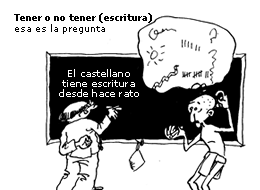 Tener o no tener (escritura)
esa es la pregunta
El castellano
tiene escritura
desde hace rato